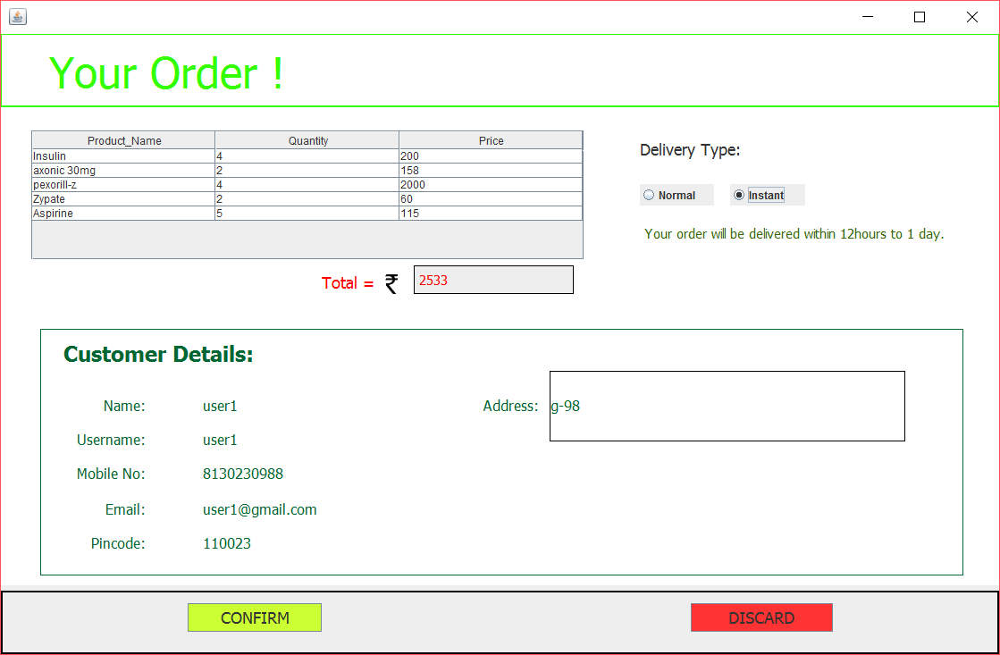 Your Order !
Product_Name Quantity Price
Insulin 4 200
axonic 30mg 2 158
pexorill-z 4 2000
Zypate 2 60
Aspirine 5 115
Total = ₹ 2533
Delivery Type:
Normal Instant
Your order will be delivered within 12hours to 1 day.
Customer Details:
Name: user1
Address: g-98
Username: user1
Mobile No: 8130230988
Email: user1@gmail.com
Pincode: 110023
CONFIRM DISCARD